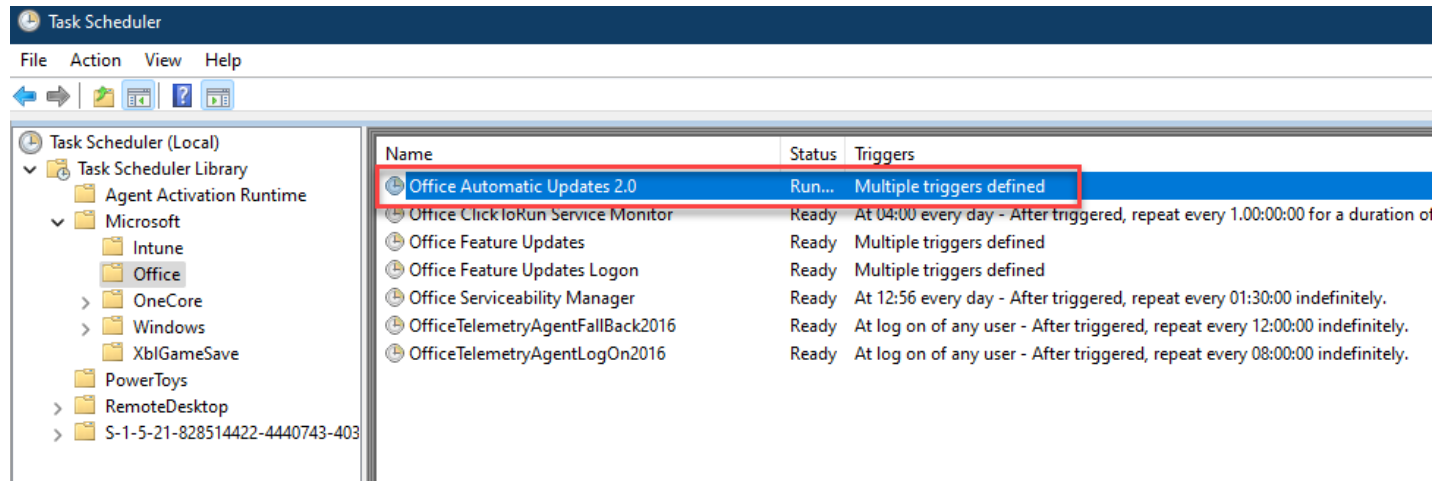 Task Scheduler
File Action View Help
Task Scheduler (Local)
Task Scheduler Library
Agent Activation Runtime
Microsoft
Intune
Office
OneCore
Windows
XblGameSave
PowerToys
RemoteDesktop
S-1-5-21-828514422-4440743-403
Name Status Triggers
Office Automatic Updates 2.0 Run... Multiple triggers defined
Office ClickToRun Service Monitor Ready At 04:00 every day - After triggered, repeat every 1.00:00:00 for a duration of
Office Feature Updates Ready Multiple triggers defined
Office Feature Updates Logon Ready Multiple triggers defined
Office Serviceability Manager Ready At 12:56 every day - After triggered, repeat every 01:30:00 indefinitely.
OfficeTelemetryAgentFallBack2016 Ready At log on of any user - After triggered, repeat every 12:00:00 indefinitely.
OfficeTelemetryAgentLogOn2016 Ready At log on of any user - After triggered, repeat every 08:00:00 indefinitely.